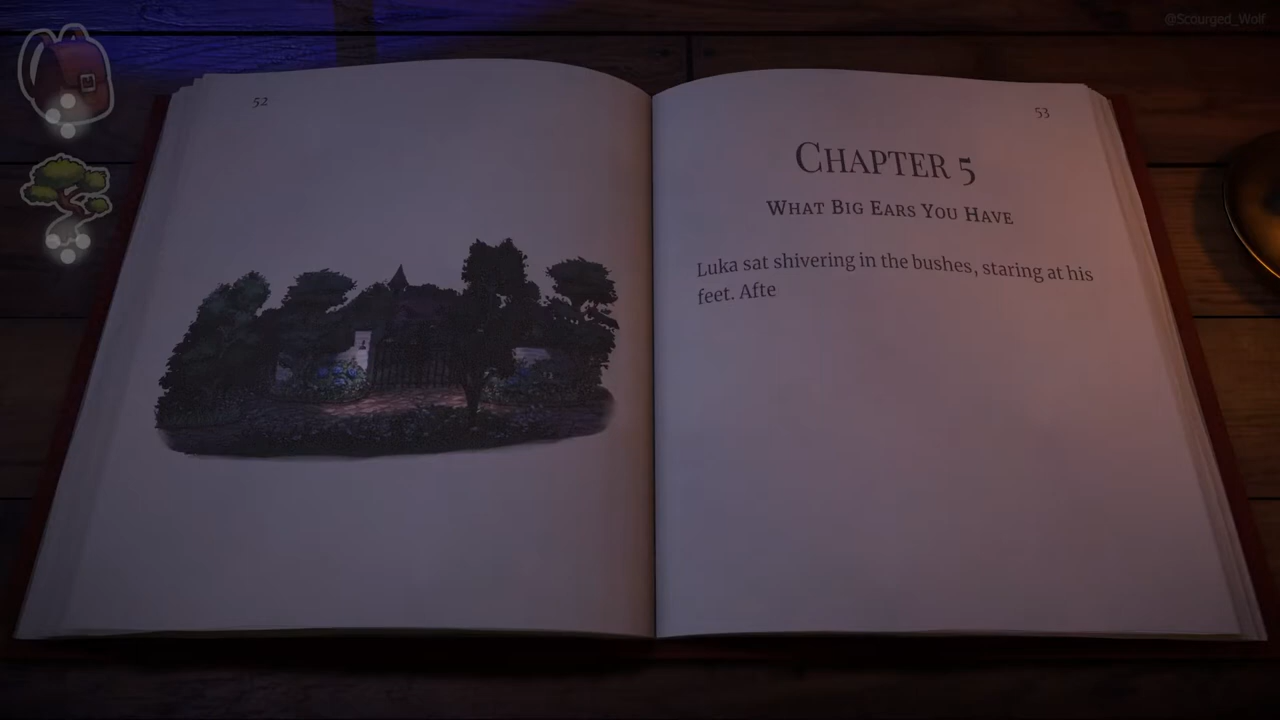 @Scourged_Wolf
52
53
Chapter 5
What Big Ears You Have
Luka sat shivering in the bushes, staring at his
feet. Afte